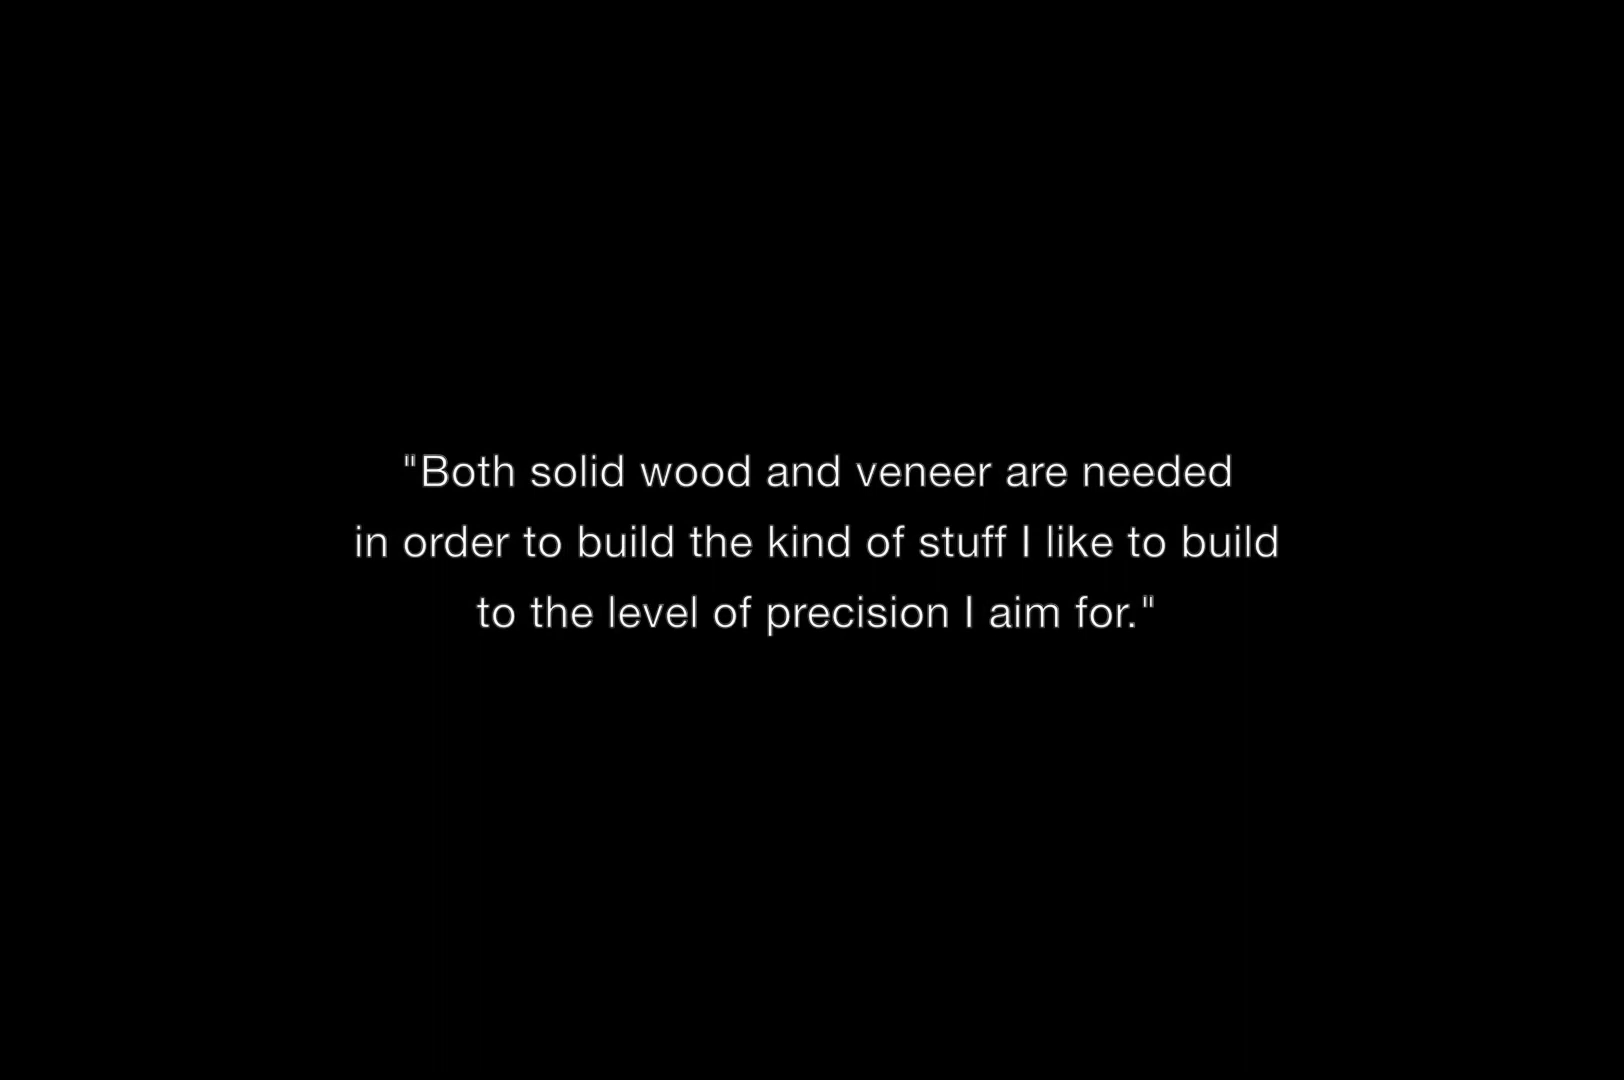 "Both solid wood and veneer are needed
in order to build the kind of stuff I like to build
to the level of precision I aim for."